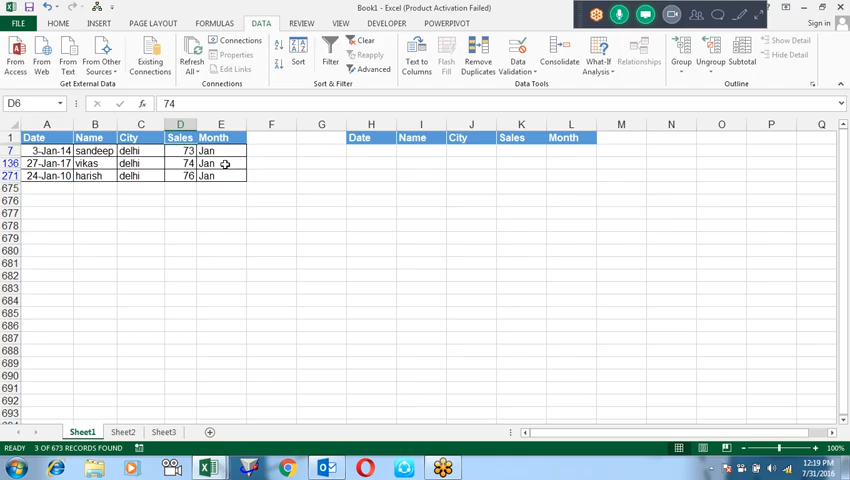 Book1 - Excel (Product Activation Failed)
Sign in
FILE HOME INSERT PAGE LAYOUT FORMULAS DATA REVIEW VIEW DEVELOPER POWERPIVOT
From Access
From Web
From Text
From Other Sources
Existing Connections
Refresh All
Connections
Properties
Edit Links
Sort
Filter
Clear
Reapply
Advanced
Text to Columns
Flash Fill
Remove Duplicates
Data Validation
Consolidate
What-If Analysis
Relationships
Group
Ungroup
Subtotal
Show Detail
Hide Detail
Get External Data
Connections
Sort & Filter
Data Tools
Outline
D6 fx 74
A B C D E F G H I J K L M N O P Q
1 Date Name City Sales Month Date Name City Sales Month
7 3-Jan-14 sandeep delhi 73 Jan
136 27-Jan-17 vikas delhi 74 Jan
271 24-Jan-10 harish delhi 76 Jan
675
676
677
678
679
680
681
682
683
684
685
686
687
688
689
690
691
692
693
Sheet1 Sheet2 Sheet3
READY 3 OF 673 RECORDS FOUND 100%
12:19 PM
7/31/2016